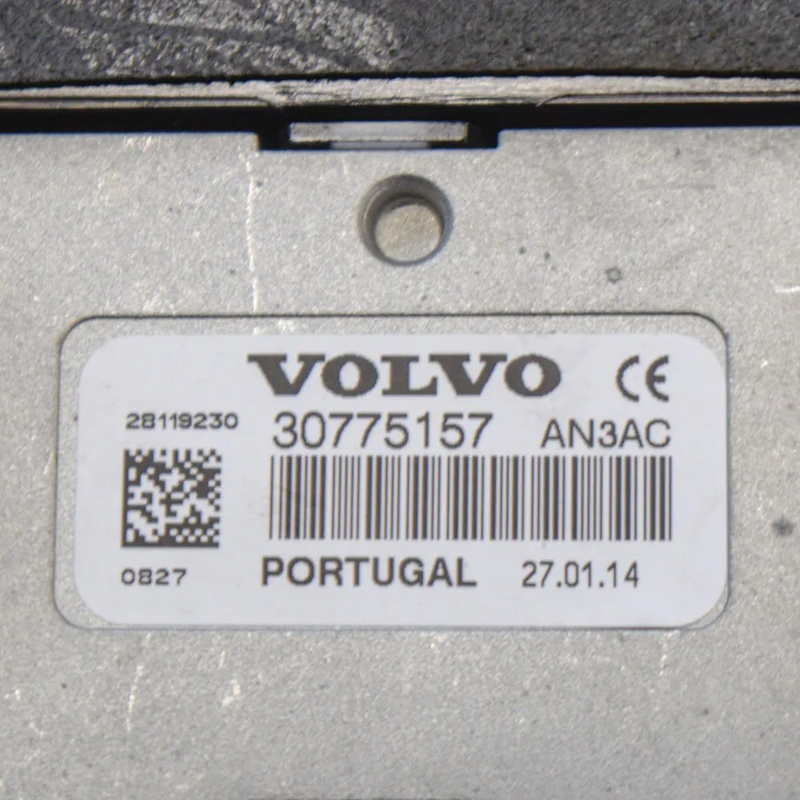 VOLVO CE
28119230 30775157 AN3AC
0827 PORTUGAL 27.01.14